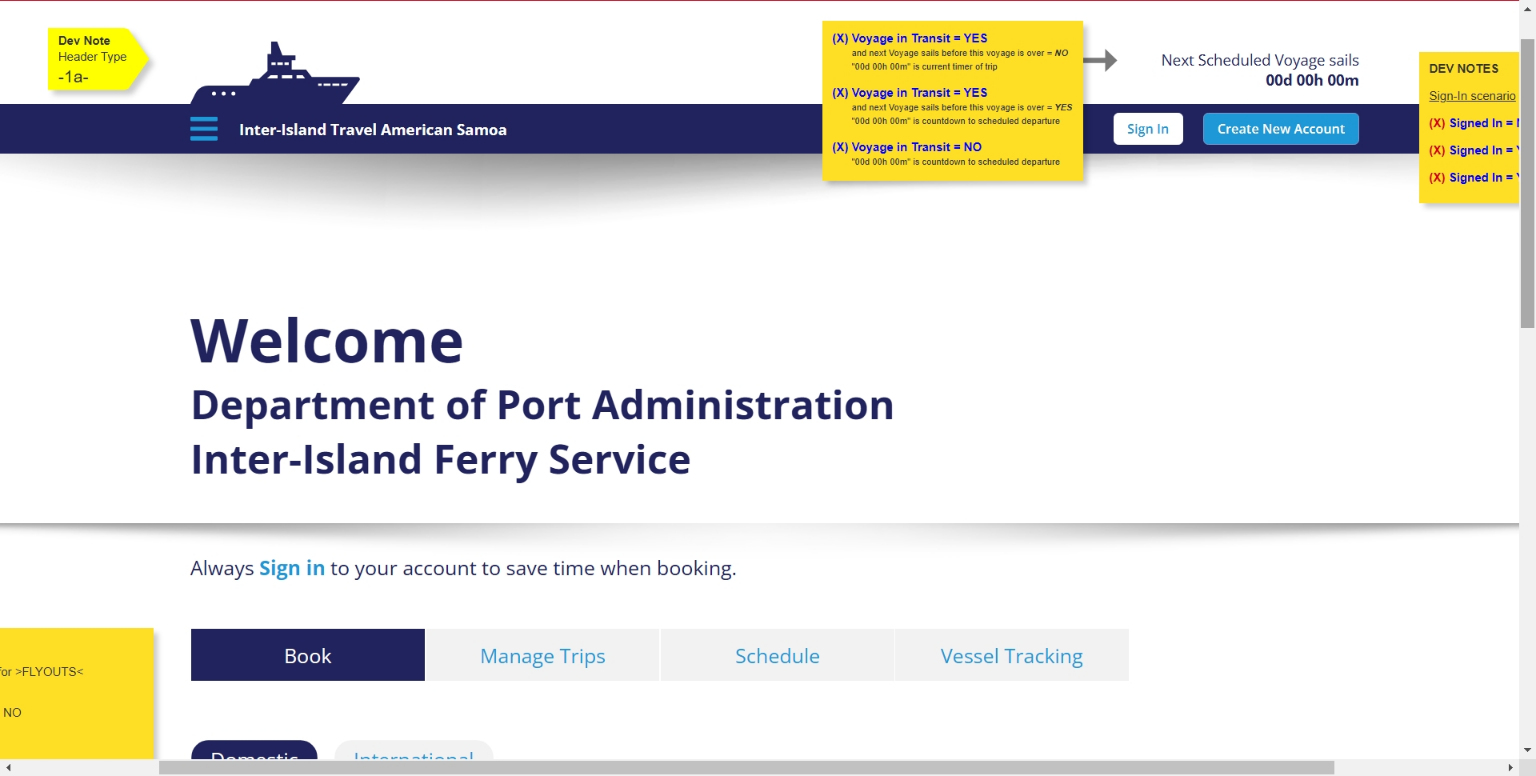 Dev Note
Header Type
-1a-
(X) Voyage in Transit = YES
and next Voyage sails before this voyage is over = NO
"00d 00h 00m" is current timer of trip
(X) Voyage in Transit = YES
and next Voyage sails before this voyage is over = YES
"00d 00h 00m" is countdown to scheduled departure
(X) Voyage in Transit = NO
"00d 00h 00m" is countdown to scheduled departure
Next Scheduled Voyage sails
00d 00h 00m
DEV NOTES
Sign-In scenario
(X) Signed In =
(X) Signed In =
(X) Signed In =
Inter-Island Travel American Samoa
Sign In
Create New Account
Welcome
Department of Port Administration
Inter-Island Ferry Service
Always Sign in to your account to save time when booking.
for >FLYOUTS<
NO
Book
Manage Trips
Schedule
Vessel Tracking
Domestic
International